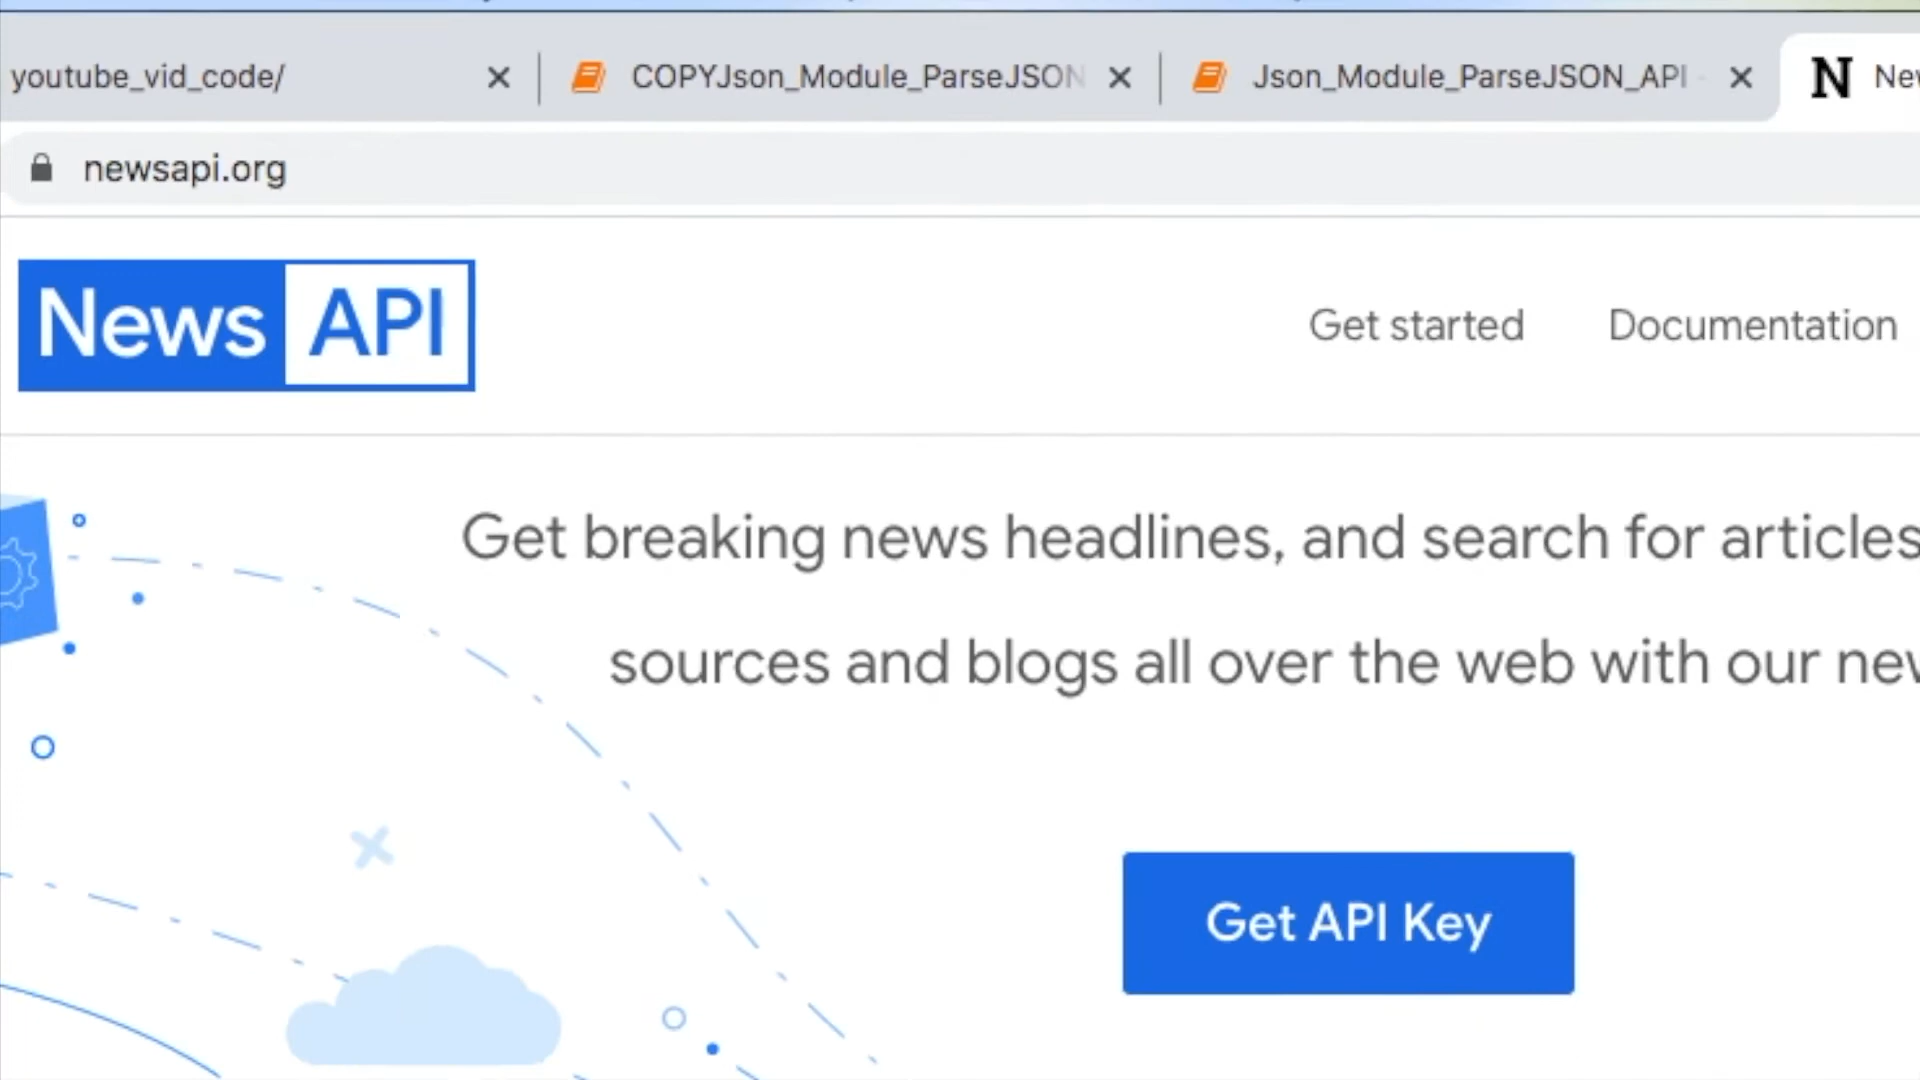 youtube_vid_code/
COPYJson_Module_ParseJSON
Json_Module_ParseJSON_API -
N
newsapi.org
News API
Get started
Documentation
Get breaking news headlines, and search for articles
sources and blogs all over the web with our
Get API Key